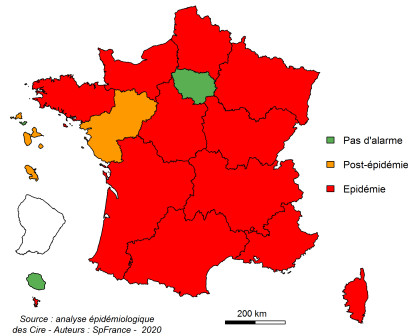 Pas d'alarme
Post-épidémie
Epidémie
200 km
Source : analyse épidémiologique
des Cire - Auteurs : SpFrance - 2020